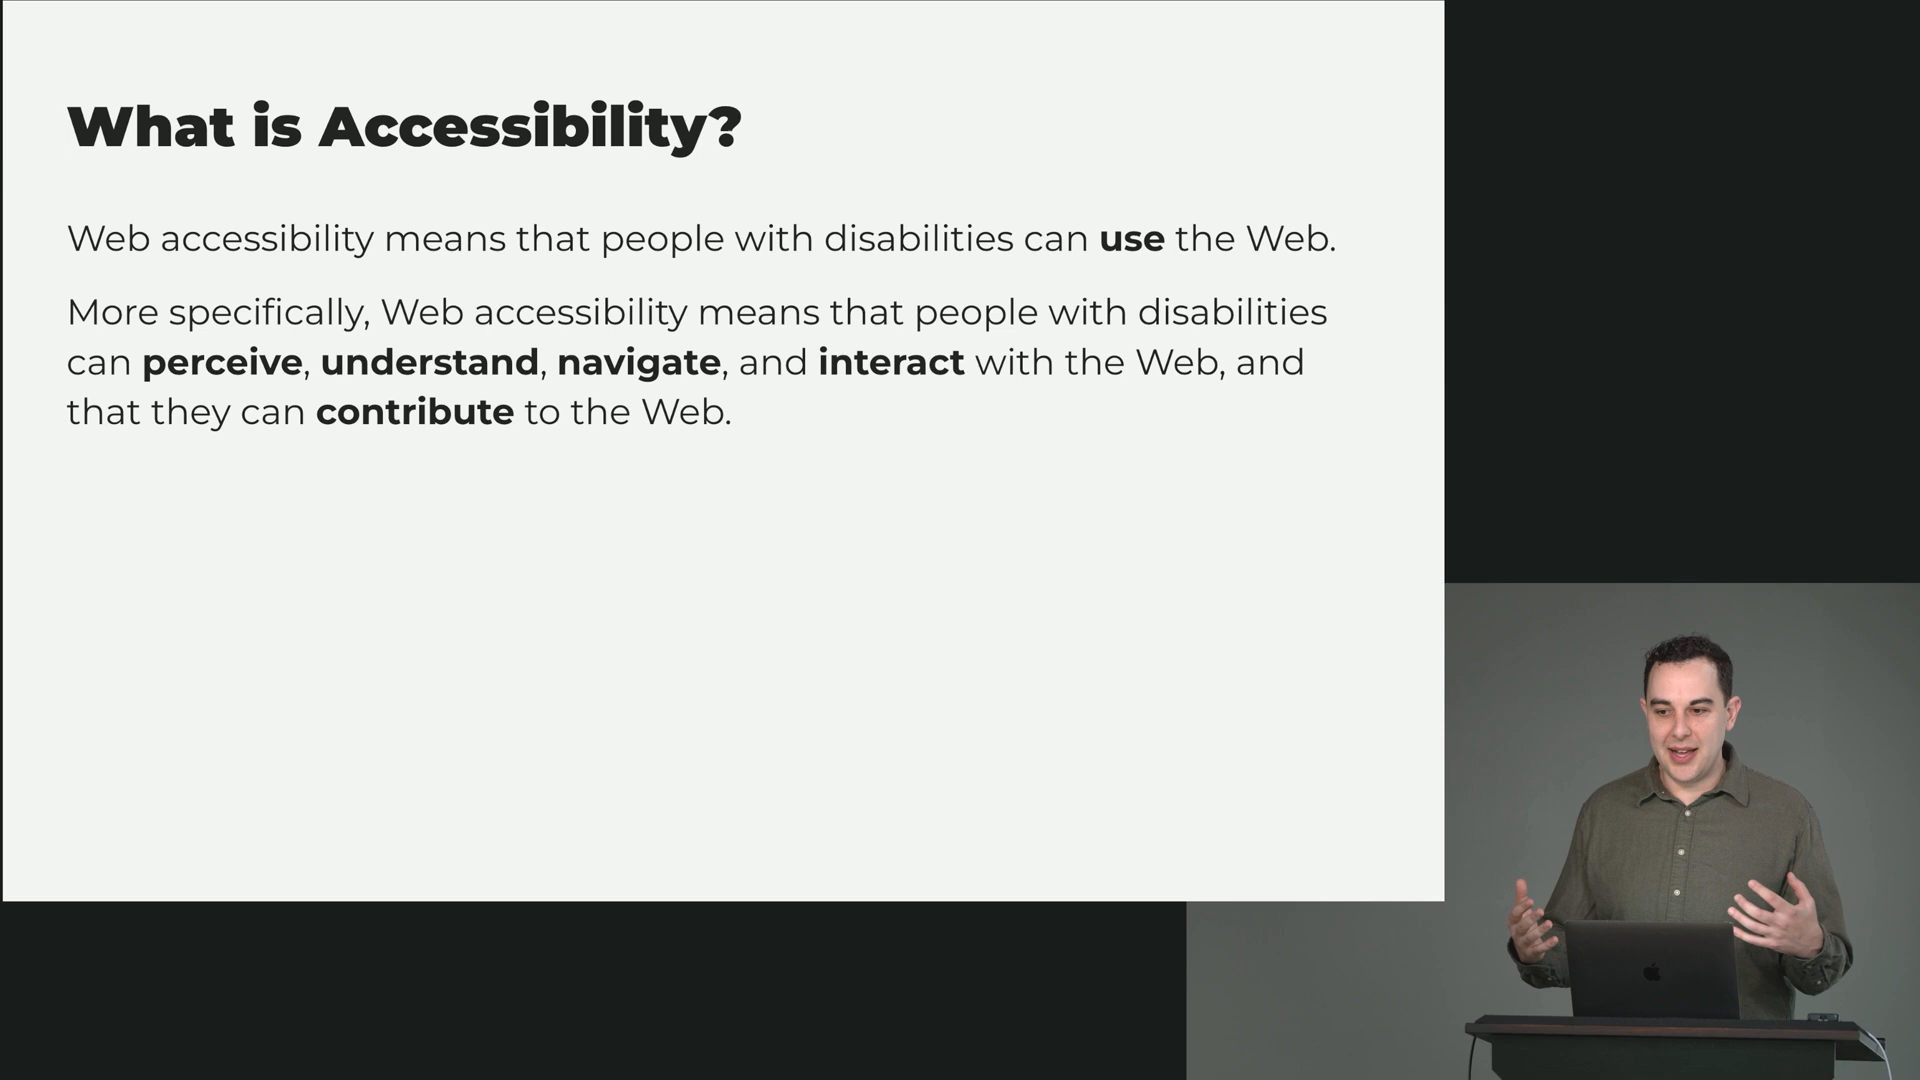 What is Accessibility?
Web accessibility means that people with disabilities can use the Web.
More specifically, Web accessibility means that people with disabilities
can perceive, understand, navigate, and interact with the Web, and
that they can contribute to the Web.